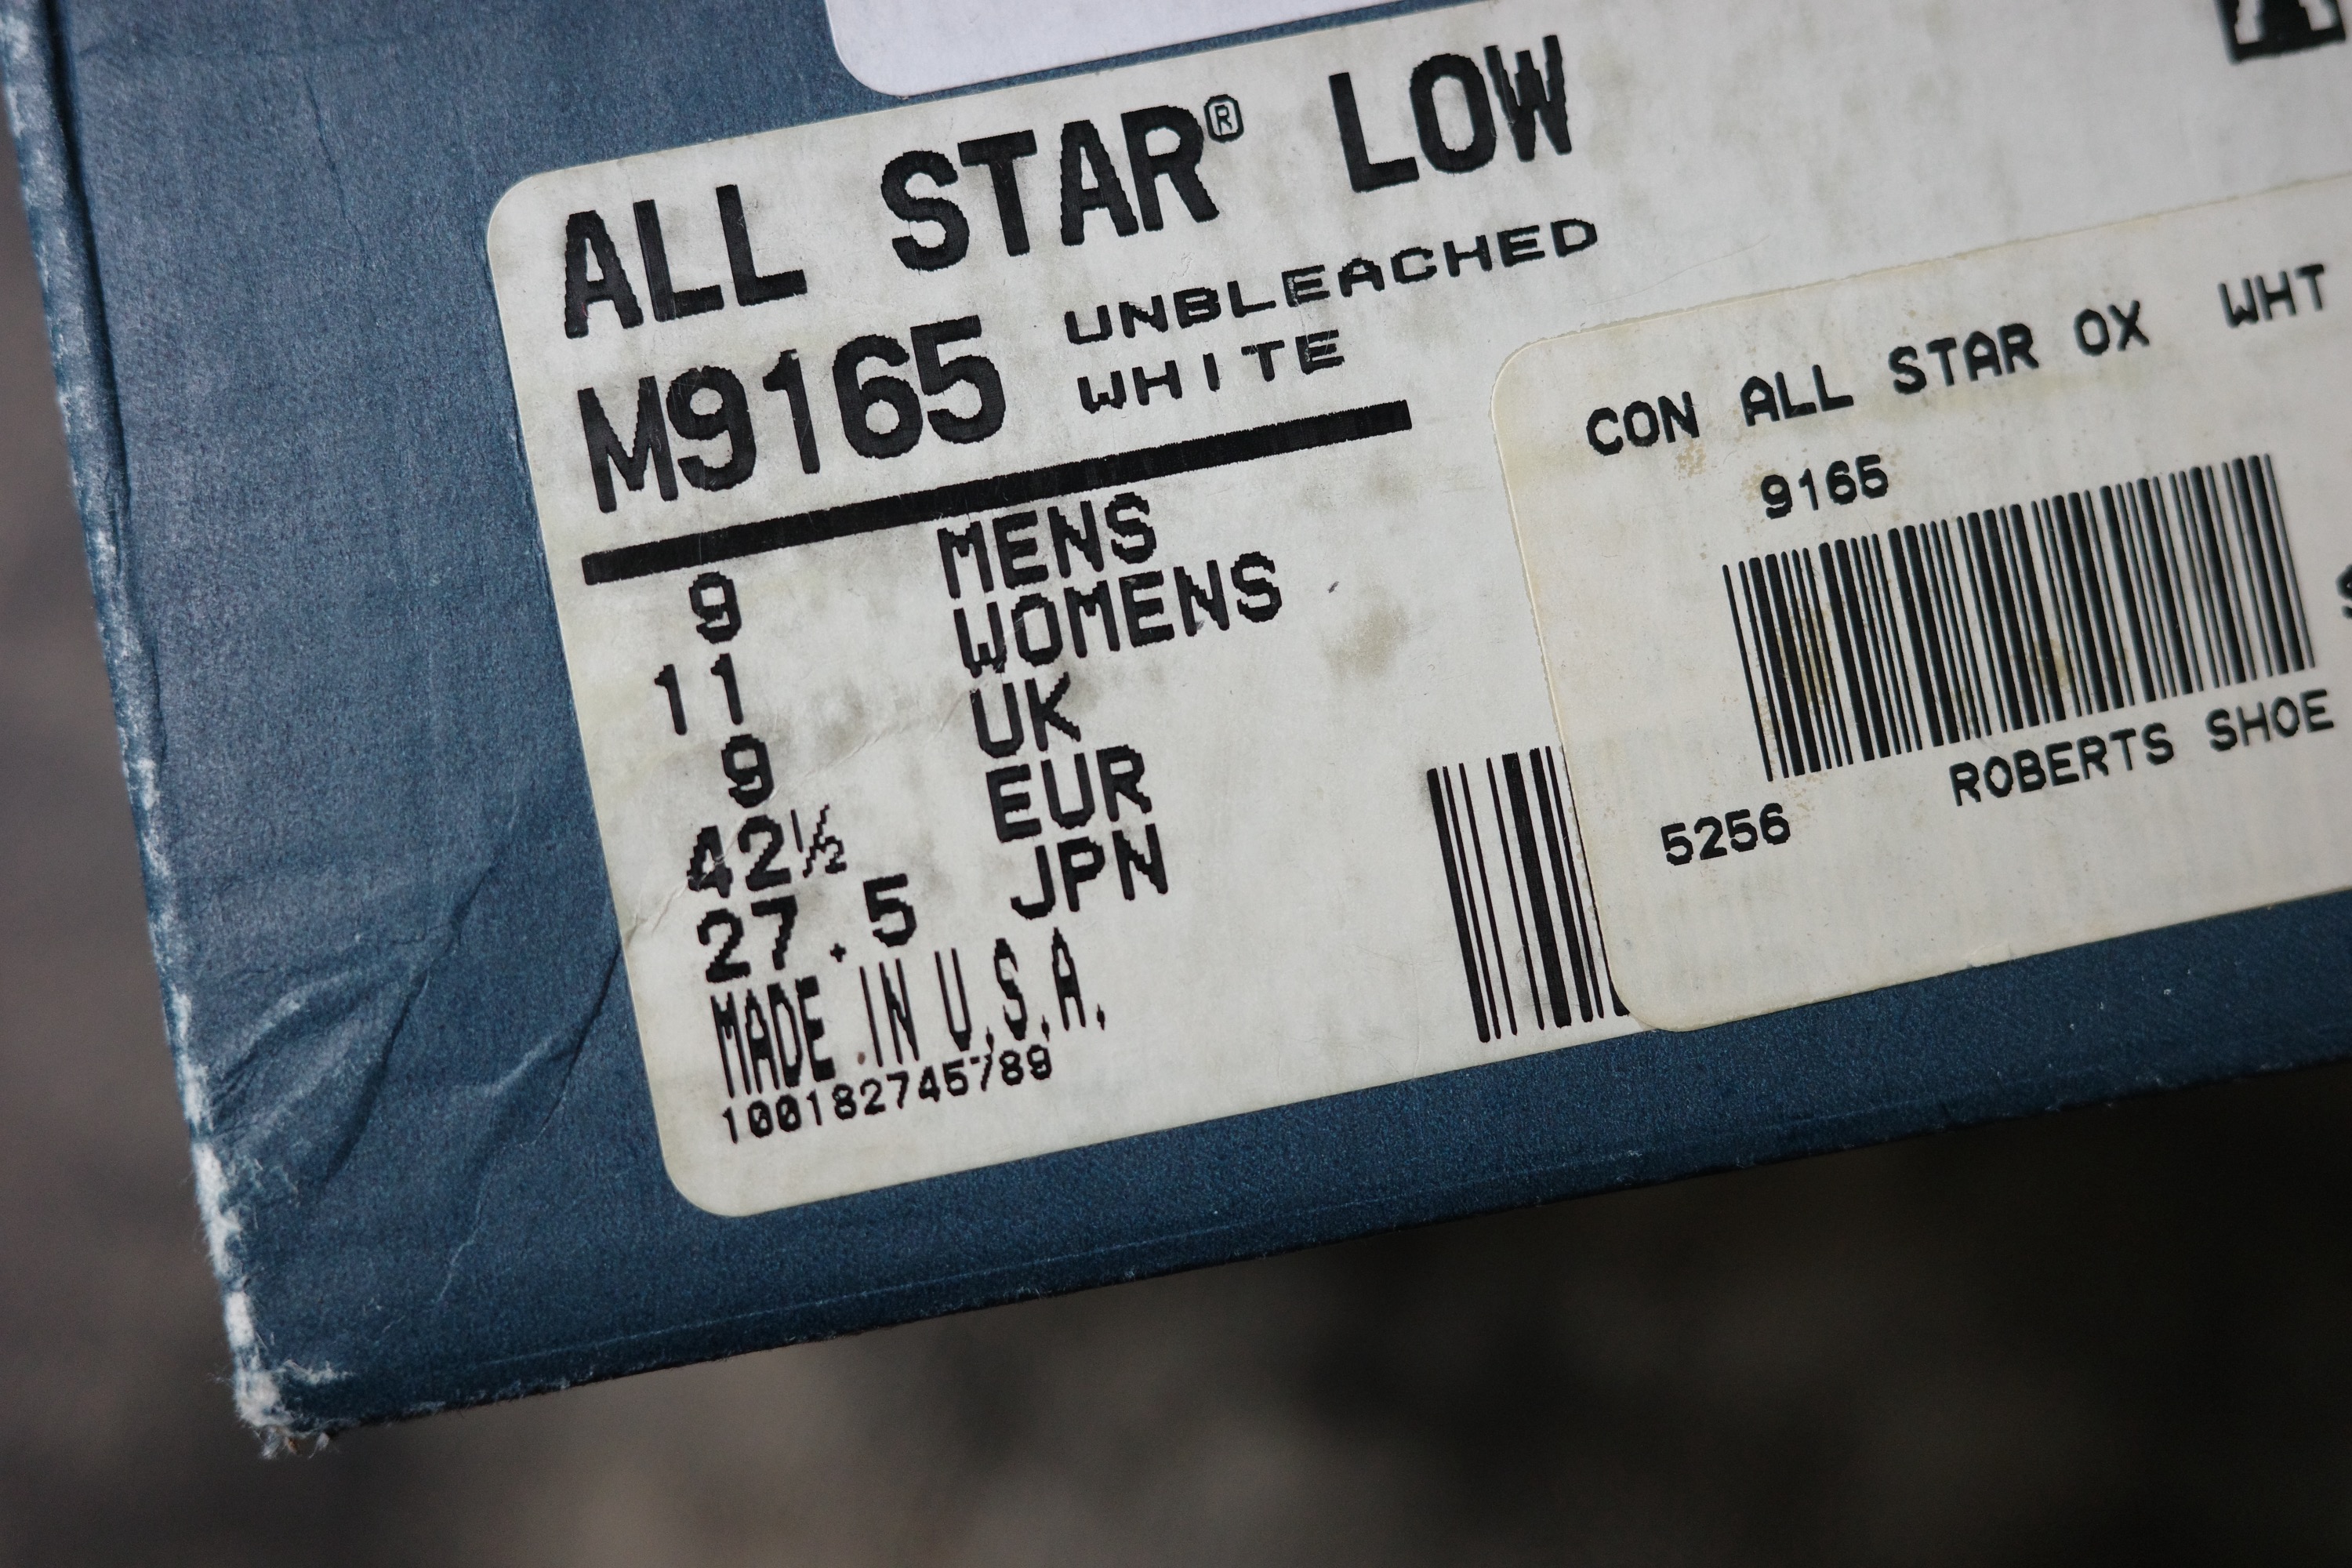 ALL STAR® LOW
M9165 UNBLEACHED
WHITE
9 MENS
11 WOMENS
9 UK
42½ EUR
27.5 JPN
MADE IN U.S.A.
100182745789
CON ALL STAR OX WHT
9165
ROBERTS SHOE
5256